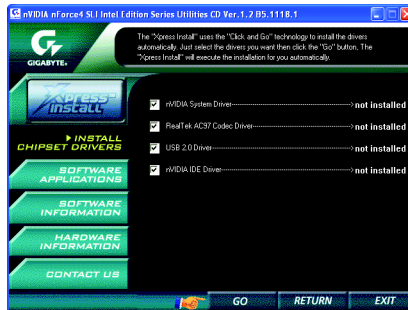 nVIDIA nForce4 SLI Intel Edition Series Utilities CD Ver.1.2 B5.1118.1
GIGABYTE
The "Xpress Install" uses the "Click and Go" technology to install the drivers
automatically. Just select the drivers you want then click the "Go" button, The
"Xpress Install" will execute the installation for you automatically.
Xpress-
INSTALL
INSTALL
CHIPSET DRIVERS
SOFTWARE
APPLICATIONS
SOFTWARE
INFORMATION
HARDWARE
INFORMATION
CONTACT US
nVIDIA System Driver not installed
RealTek AC97 Codec Driver not installed
USB 2.0 Driver not installed
nVIDIA IDE Driver not installed
GO RETURN EXIT